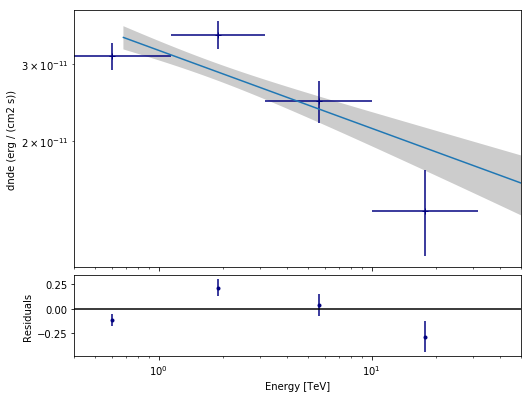 dnde (erg / (cm2 s))
3 × 10⁻¹¹
2 × 10⁻¹¹
Residuals
0.25
0.00
−0.25
10⁰
10¹
Energy [TeV]